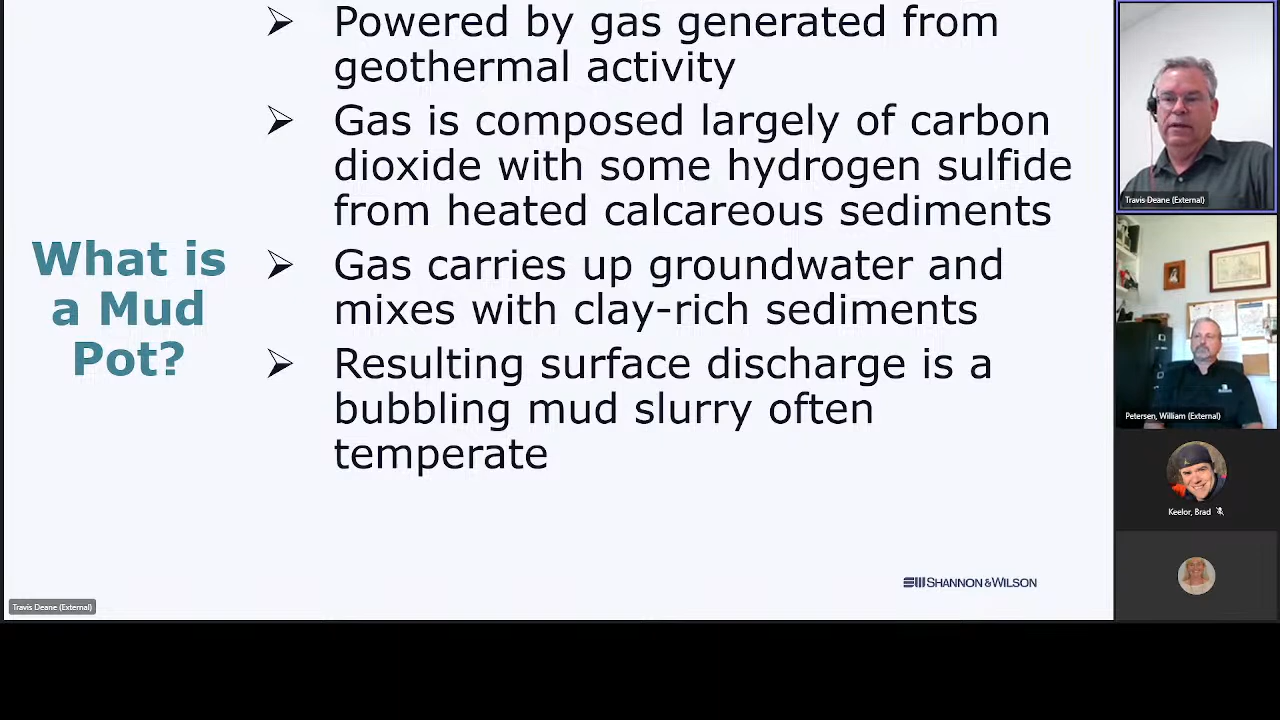 What is
a Mud
Pot?
➢ Powered by gas generated from
geothermal activity
➢ Gas is composed largely of carbon
dioxide with some hydrogen sulfide
from heated calcareous sediments
➢ Gas carries up groundwater and
mixes with clay-rich sediments
➢ Resulting surface discharge is a
bubbling mud slurry often
temperate
SHANNON & WILSON
Travis Deane (External)
Travis Deane (External)
Petersen, William (External)
Keelor, Brad